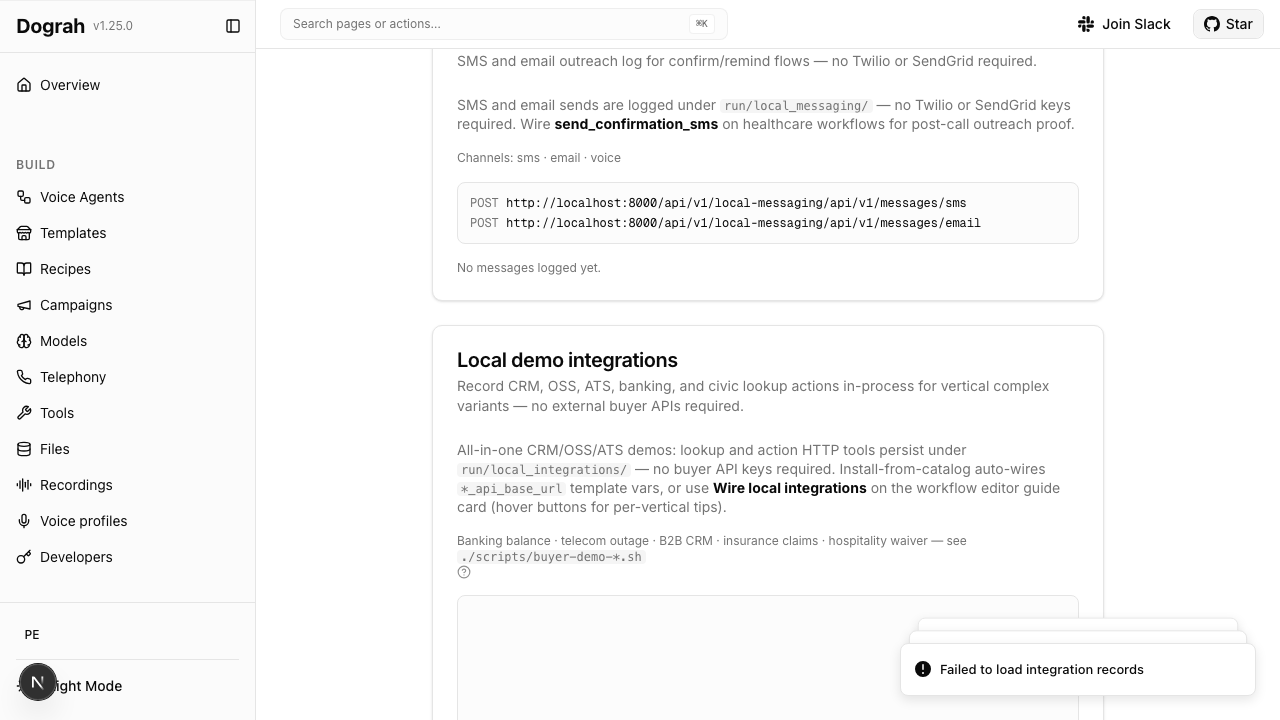 Dograh v1.25.0
Search pages or actions... ⌘K
Join Slack
Star
Overview
BUILD
Voice Agents
Templates
Recipes
Campaigns
Models
Telephony
Tools
Files
Recordings
Voice profiles
Developers
PE
N
ight Mode
SMS and email outreach log for confirm/remind flows — no Twilio or SendGrid required.
SMS and email sends are logged under run/local_messaging/ — no Twilio or SendGrid keys
required. Wire send_confirmation_sms on healthcare workflows for post-call outreach proof.
Channels: sms · email · voice
POST http://localhost:8000/api/v1/local-messaging/api/v1/messages/sms
POST http://localhost:8000/api/v1/local-messaging/api/v1/messages/email
No messages logged yet.
Local demo integrations
Record CRM, OSS, ATS, banking, and civic lookup actions in-process for vertical complex
variants — no external buyer APIs required.
All-in-one CRM/OSS/ATS demos: lookup and action HTTP tools persist under
run/local_integrations/ — no buyer API keys required. Install-from-catalog auto-wires
*_api_base_url template vars, or use Wire local integrations on the workflow editor guide
card (hover buttons for per-vertical tips).
Banking balance · telecom outage · B2B CRM · insurance claims · hospitality waiver — see
./scripts/buyer-demo-*.sh
Failed to load integration records